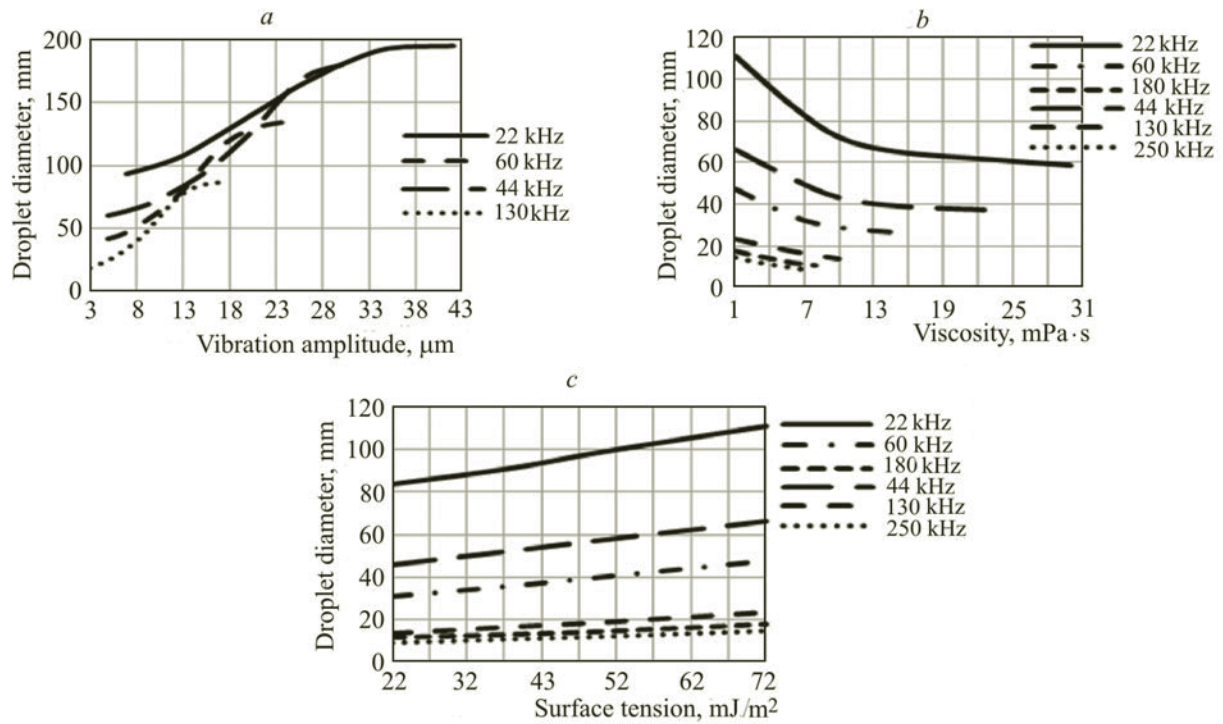 a
Droplet diameter, mm
200
150
100
50
0
3 8 13 18 23 28 33 38 43
Vibration amplitude, μm
22 kHz
60 kHz
44 kHz
130kHz
b
Droplet diameter, mm
120
100
80
60
40
20
0
1 7 13 19 25 31
Viscosity, mPa·s
22 kHz
60 kHz
180 kHz
44 kHz
130 kHz
250 kHz
c
Droplet diameter, mm
120
100
80
60
40
20
0
22 32 43 52 62 72
Surface tension, mJ/m²
22 kHz
60 kHz
180 kHz
44 kHz
130 kHz
250 kHz